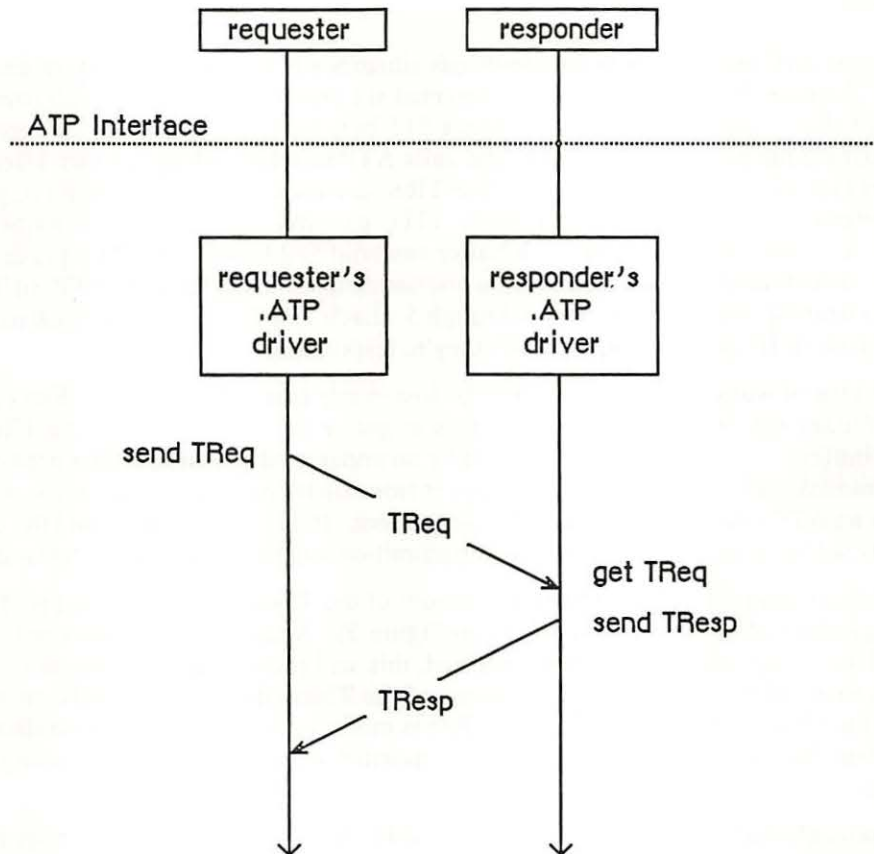 requester
responder
ATP Interface
requester's
.ATP
driver
responder's
.ATP
driver
send TReq
TReq
get TReq
send TResp
TResp